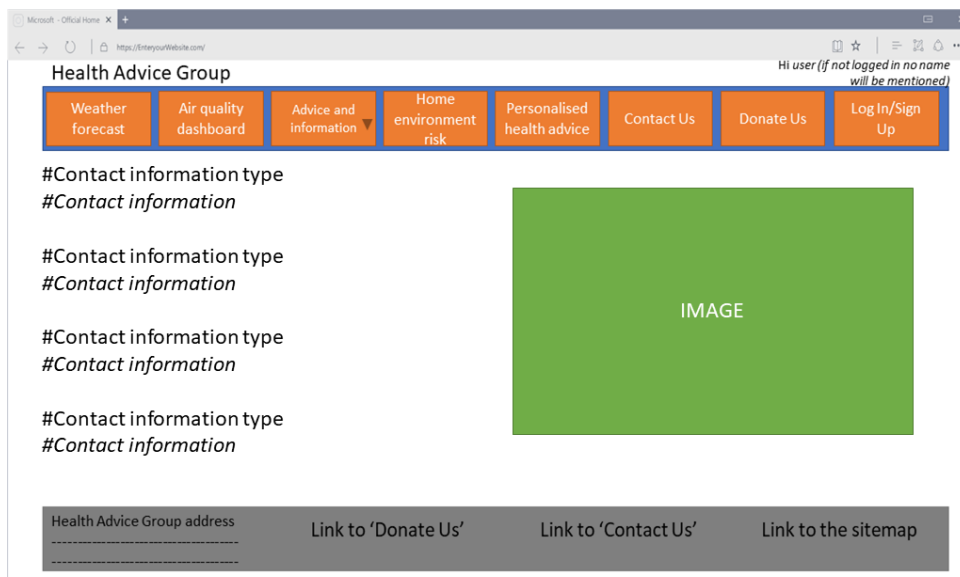 Microsoft - Official Home
https://EnteryourWebsite.com/
Health Advice Group
Hi user (if not logged in no name
will be mentioned)
Weather
forecast
Air quality
dashboard
Advice and
information
Home
environment
risk
Personalised
health advice
Contact Us
Donate Us
Log In/Sign
Up
#Contact information type
#Contact information
#Contact information type
#Contact information
#Contact information type
#Contact information
#Contact information type
#Contact information
IMAGE
Health Advice Group address
Link to ‘Donate Us’
Link to ‘Contact Us’
Link to the sitemap